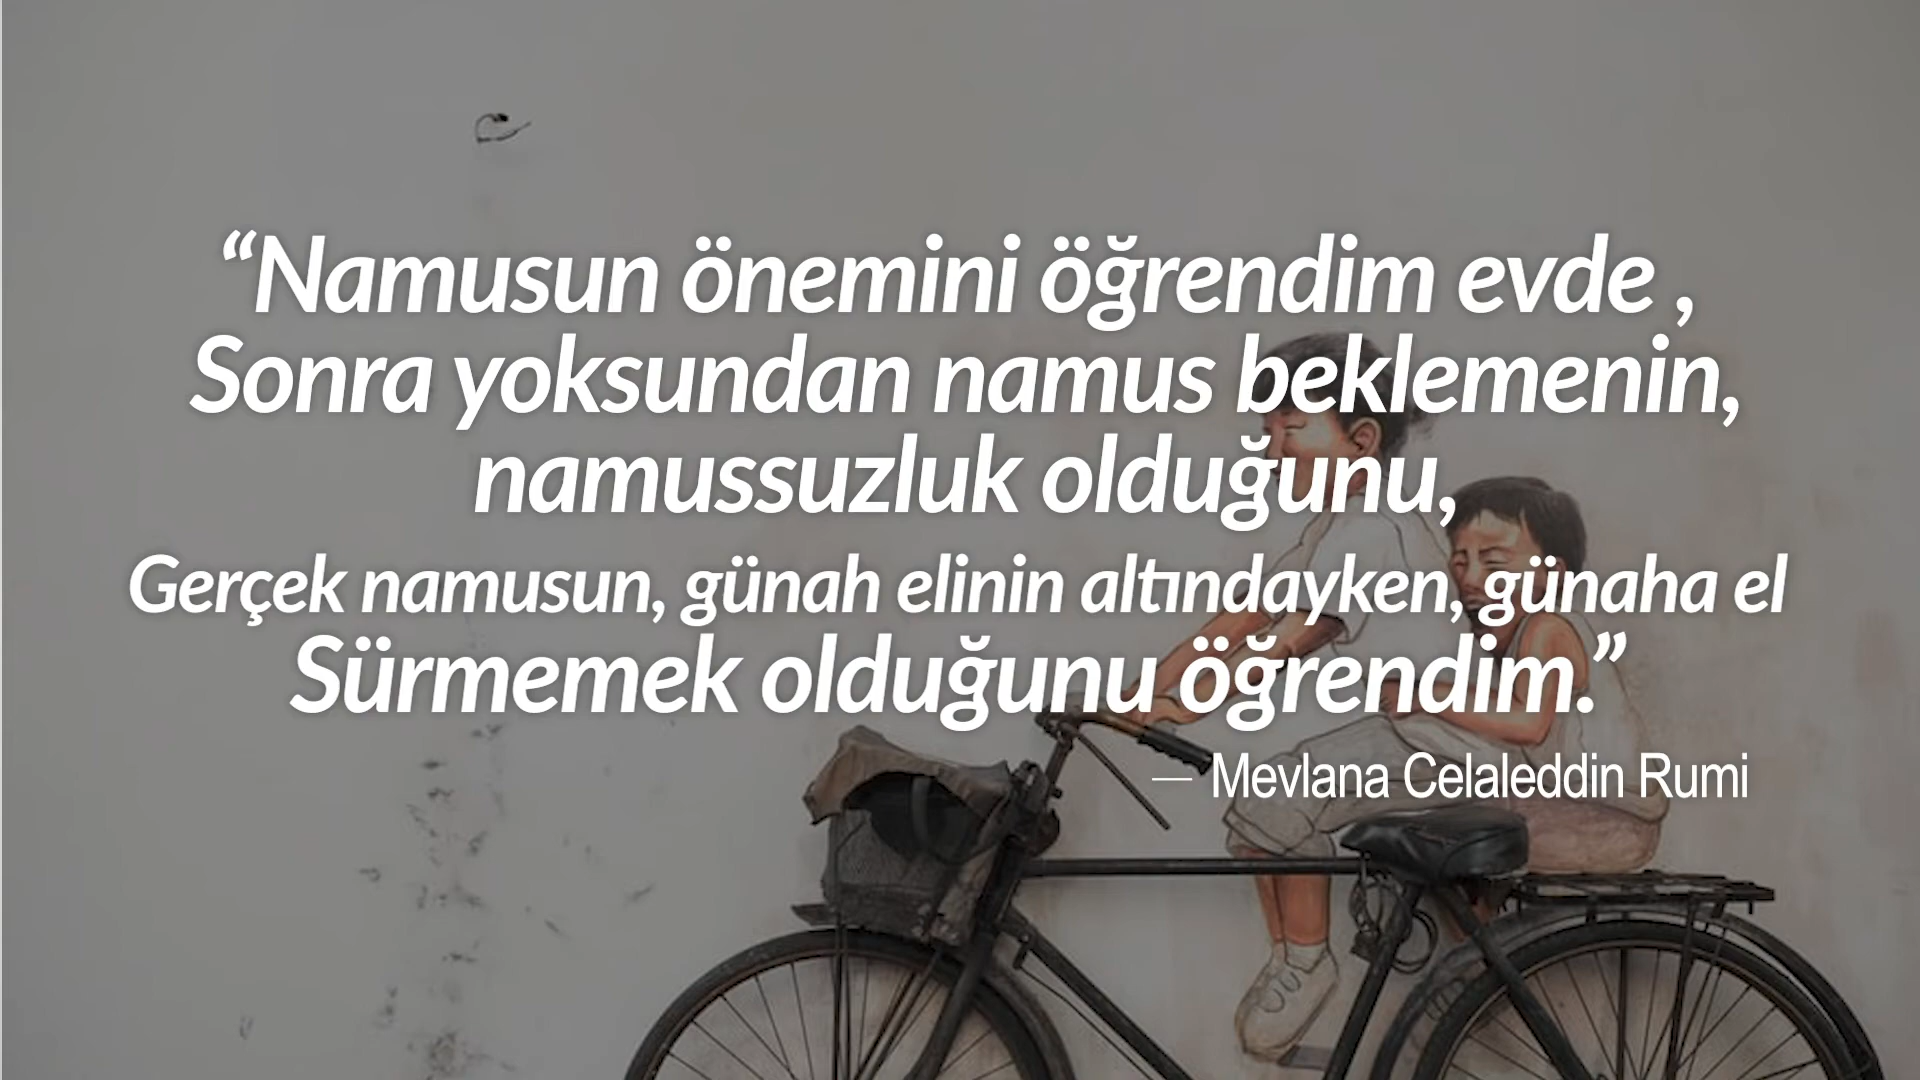 “Namusun önemini öğrendim evde ,
Sonra yoksundan namus beklemenin,
namussuzluk olduğunu,
Gerçek namusun, günah elinin altındayken, günaha el
Sürmemek olduğunu öğrendim.”
— Mevlana Celaleddin Rumi